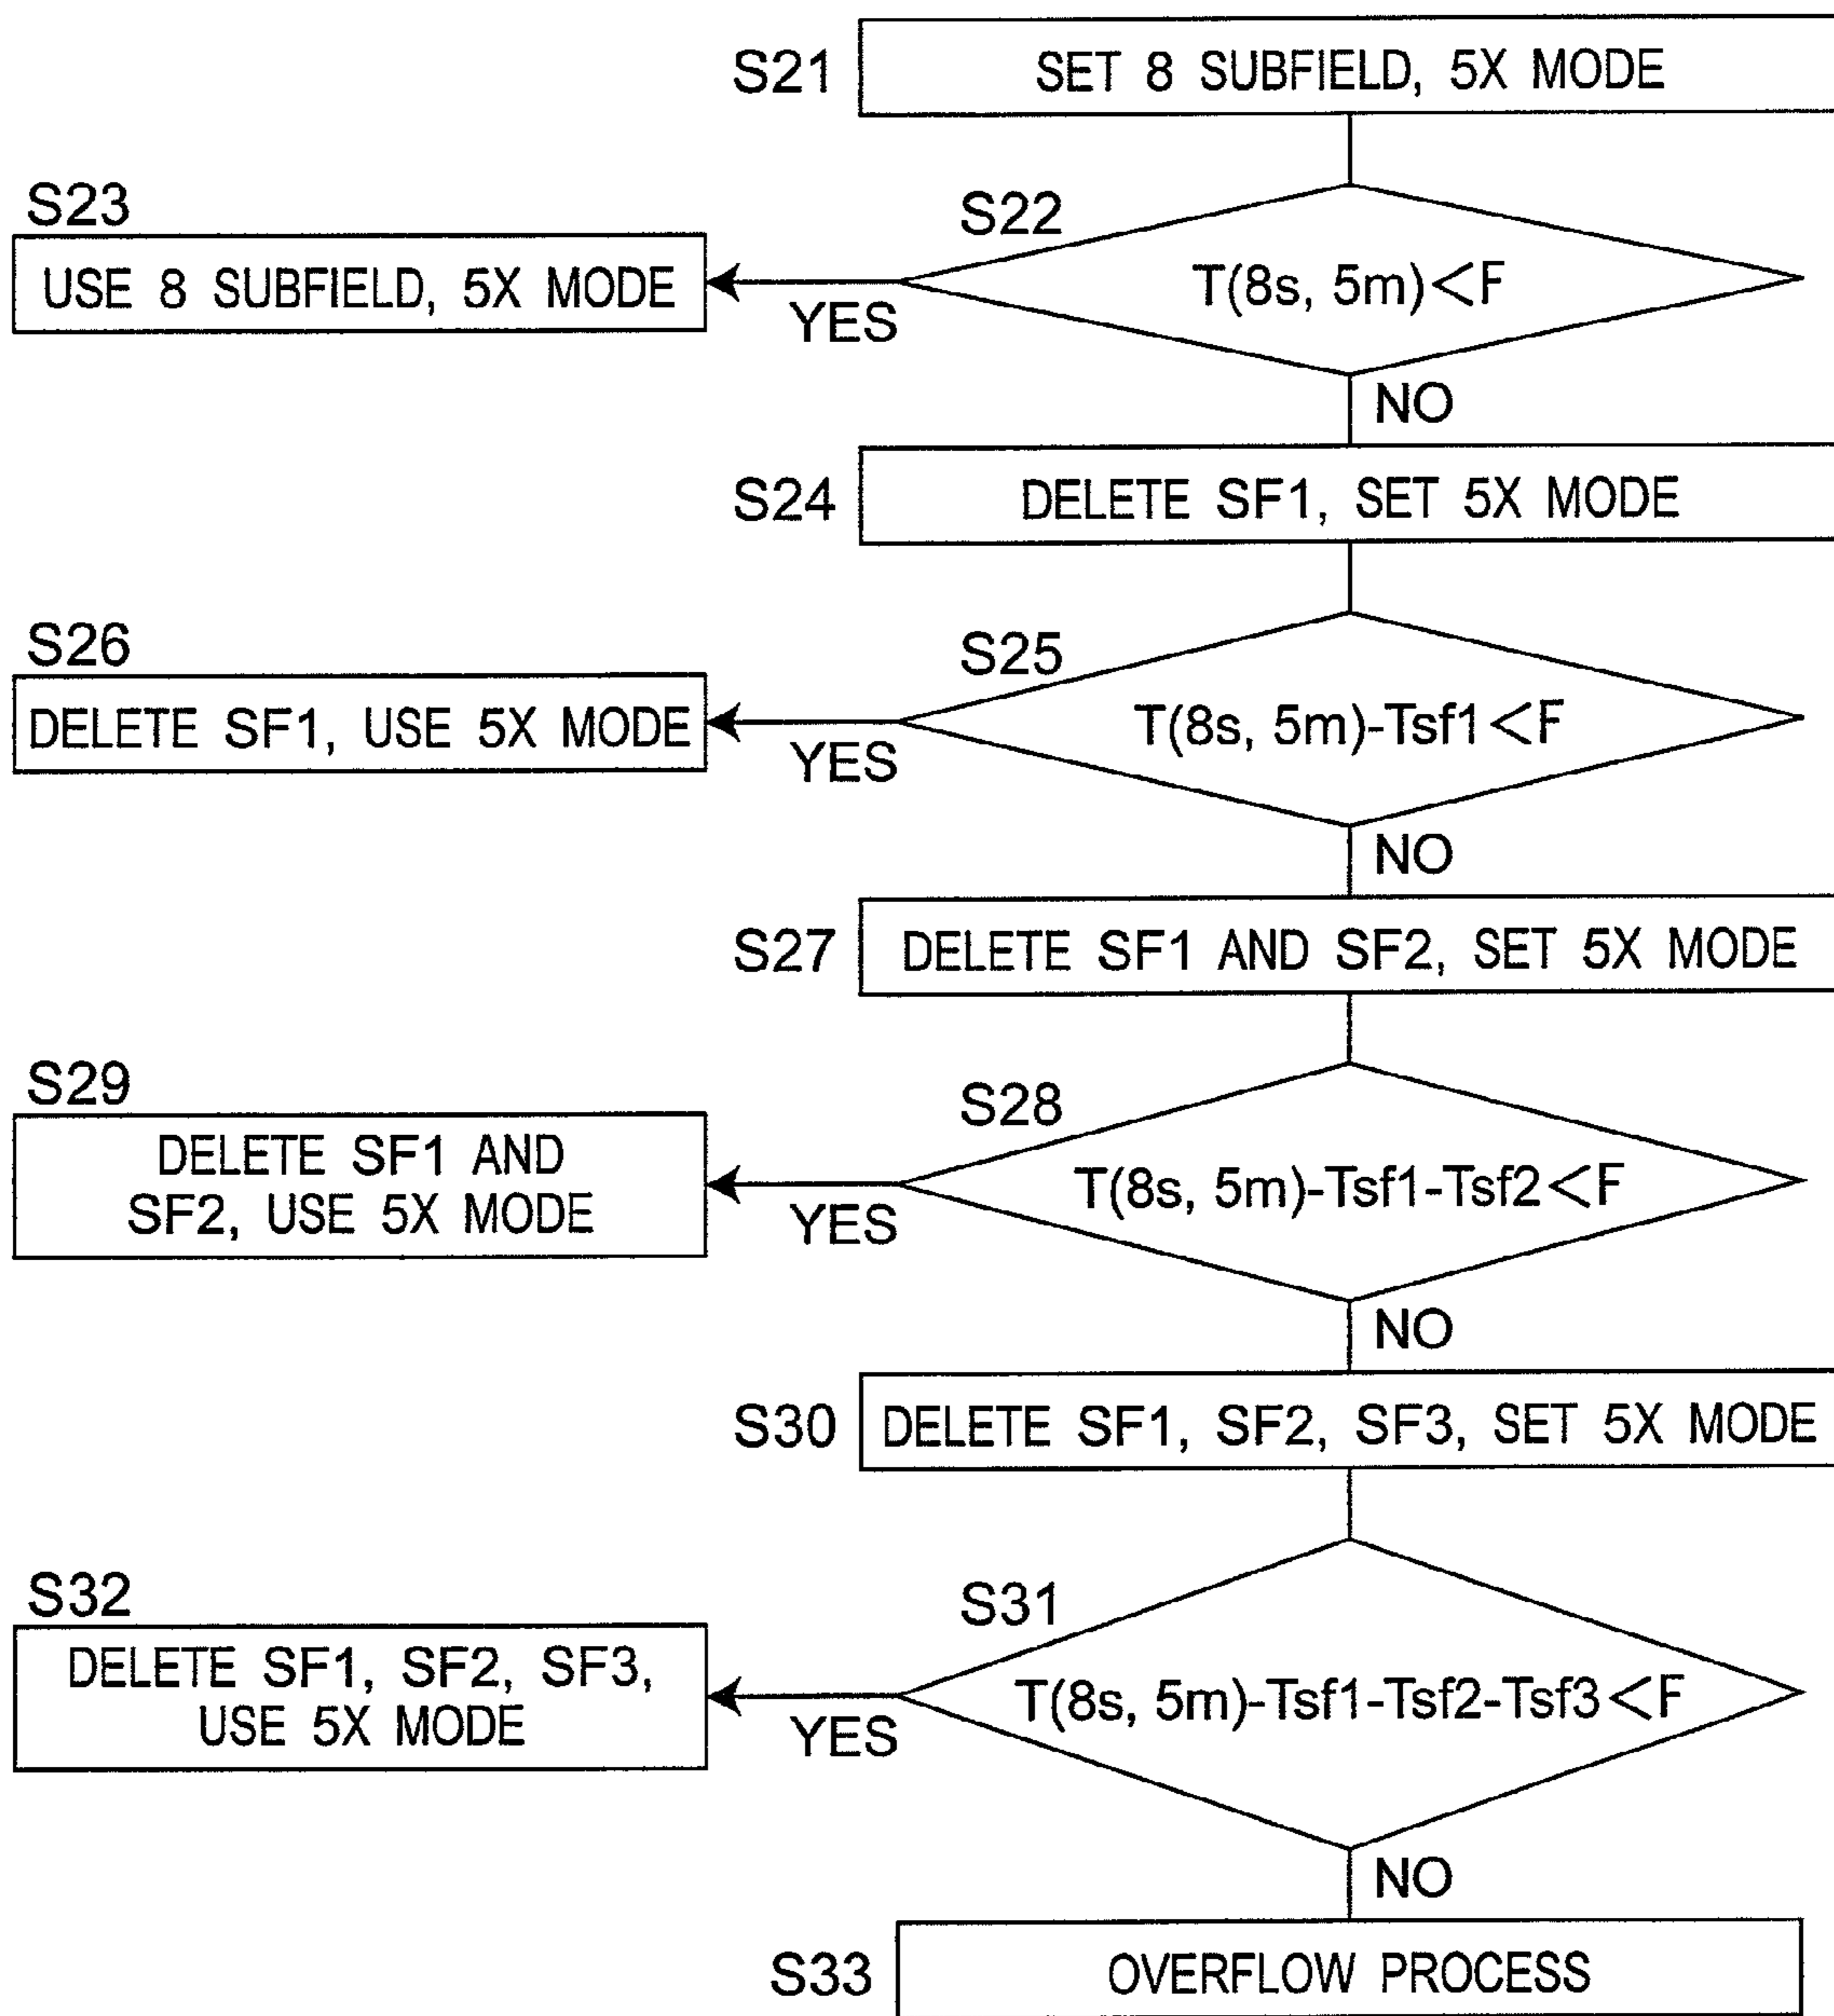 S21
SET 8 SUBFIELD, 5X MODE
S22
T(8s, 5m)<F
YES
S23
USE 8 SUBFIELD, 5X MODE
NO
S24
DELETE SF1, SET 5X MODE
S25
T(8s, 5m)-Tsf1<F
YES
S26
DELETE SF1, USE 5X MODE
NO
S27
DELETE SF1 AND SF2, SET 5X MODE
S28
T(8s, 5m)-Tsf1-Tsf2<F
YES
S29
DELETE SF1 AND
SF2, USE 5X MODE
NO
S30
DELETE SF1, SF2, SF3, SET 5X MODE
S31
T(8s, 5m)-Tsf1-Tsf2-Tsf3<F
YES
S32
DELETE SF1, SF2, SF3,
USE 5X MODE
NO
S33
OVERFLOW PROCESS